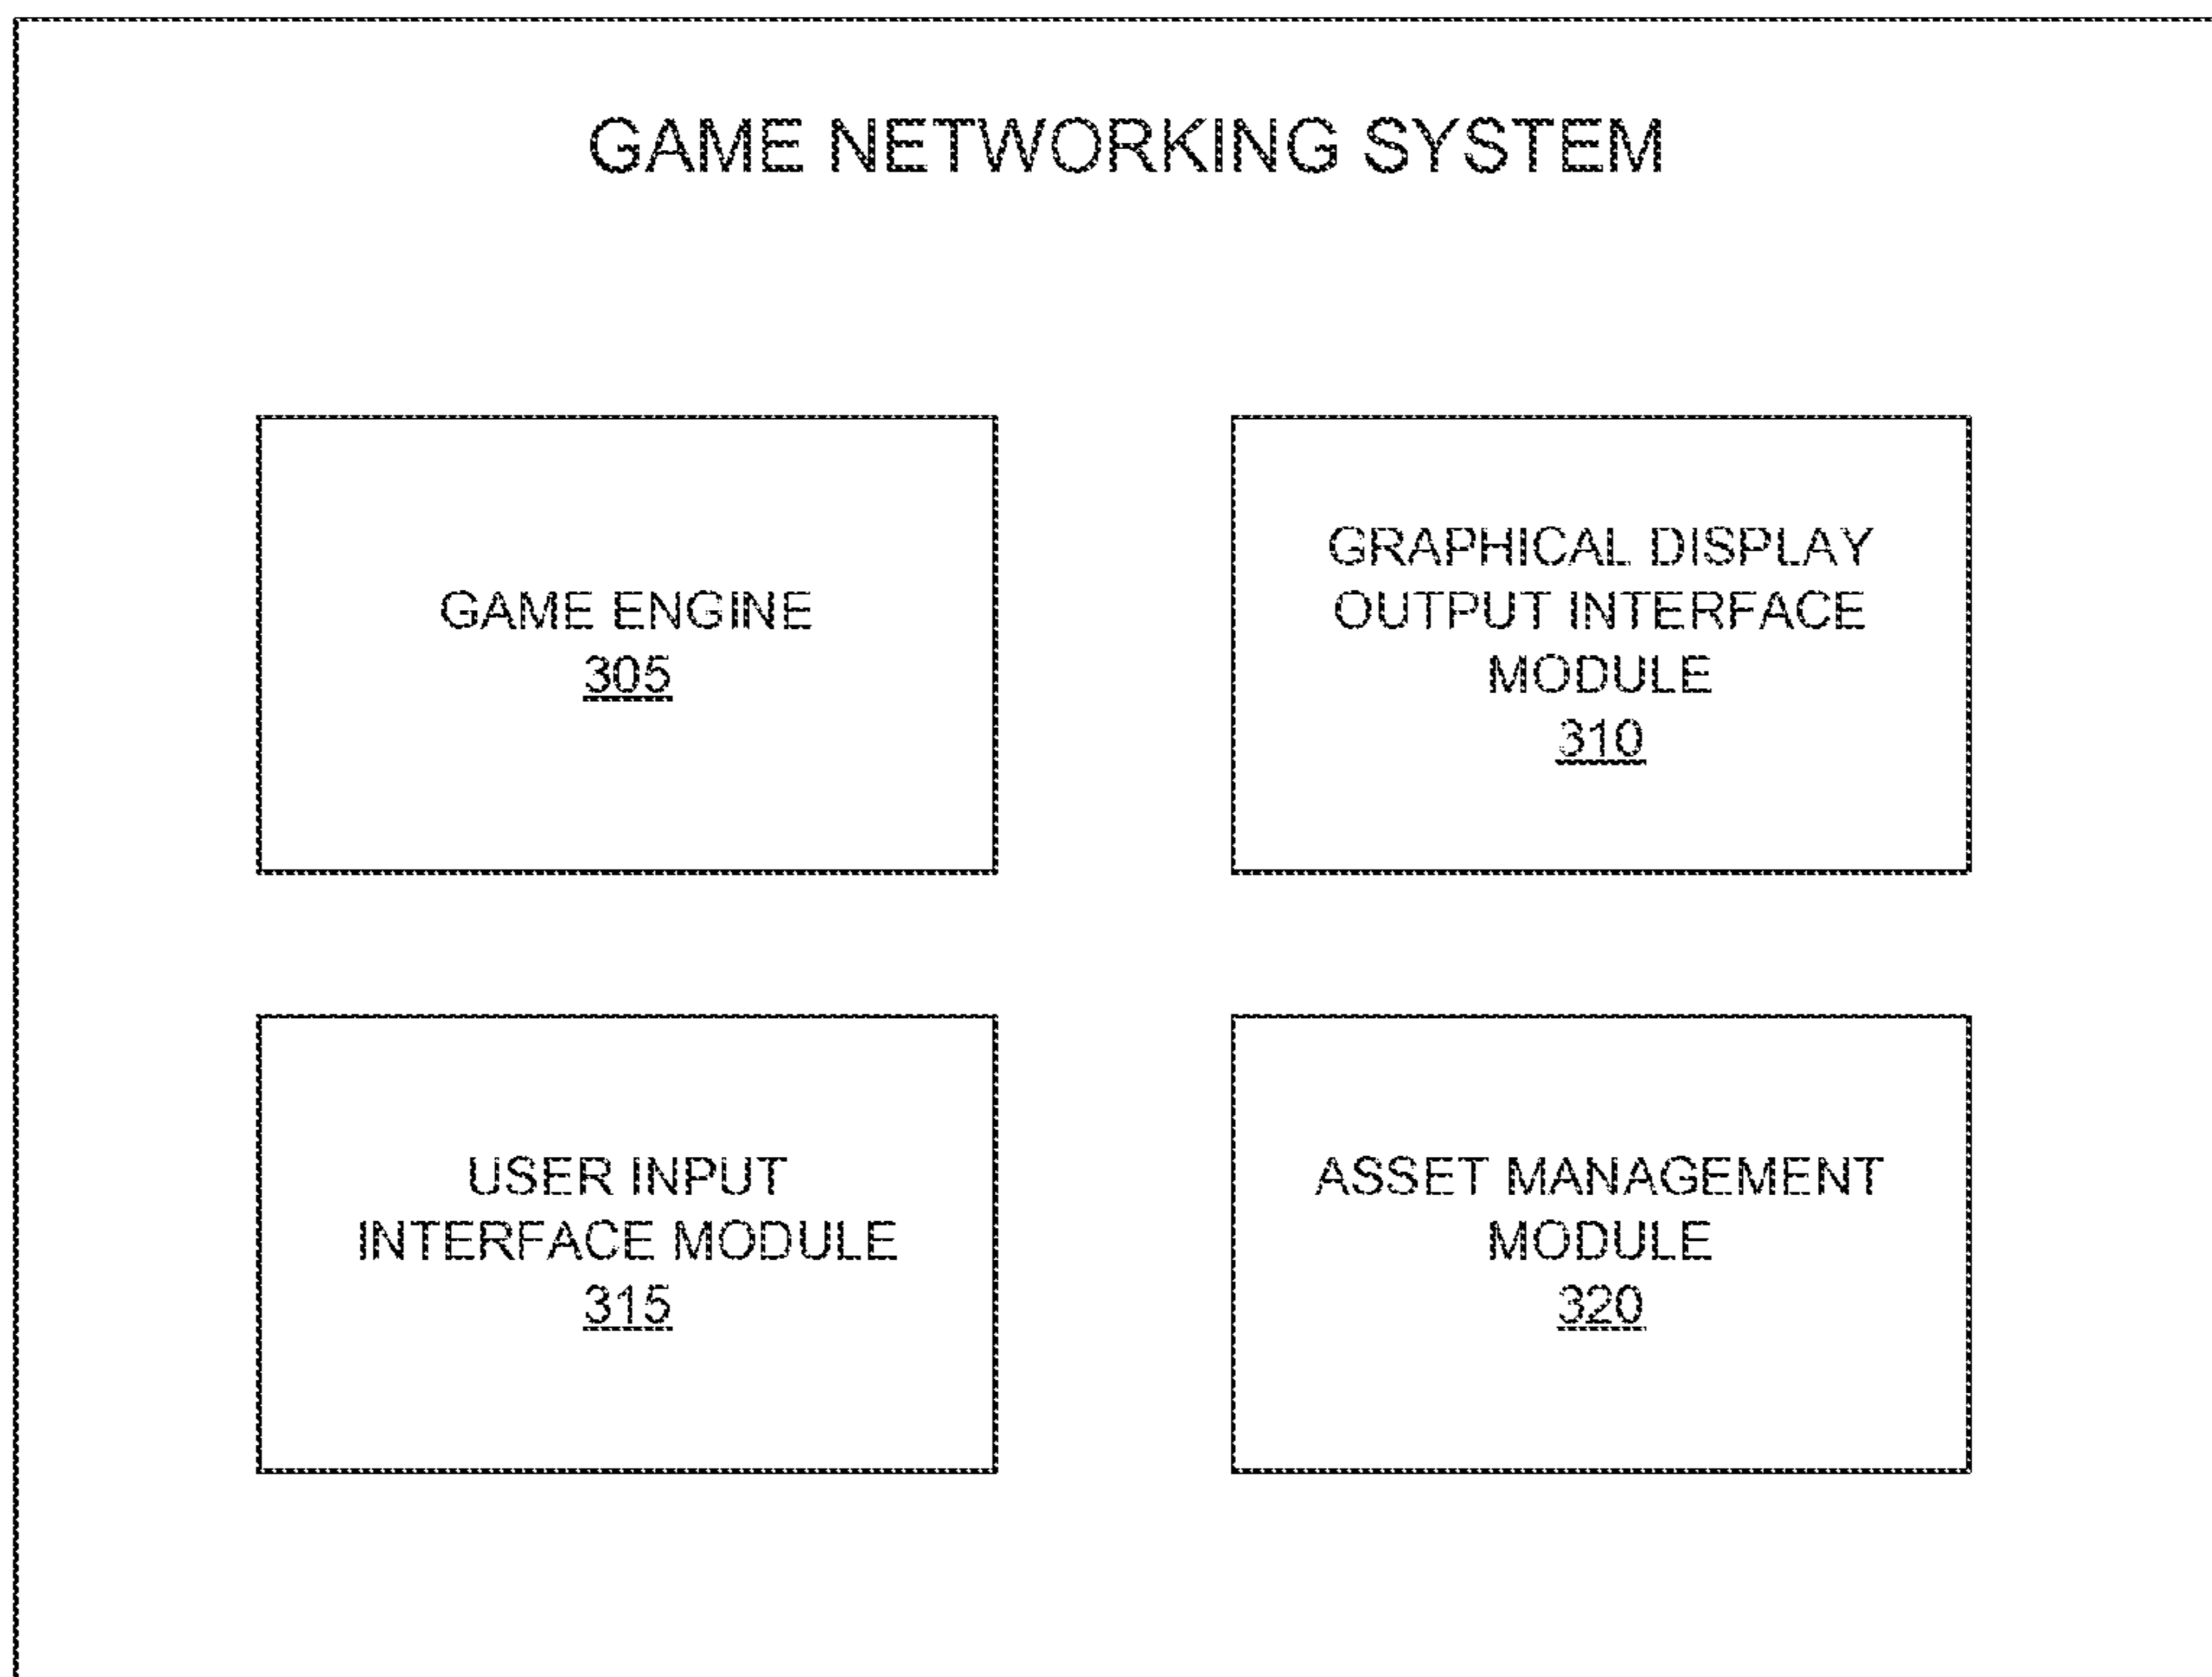 GAME NETWORKING SYSTEM
GAME ENGINE
305
GRAPHICAL DISPLAY
OUTPUT INTERFACE
MODULE
310
USER INPUT
INTERFACE MODULE
315
ASSET MANAGEMENT
MODULE
320